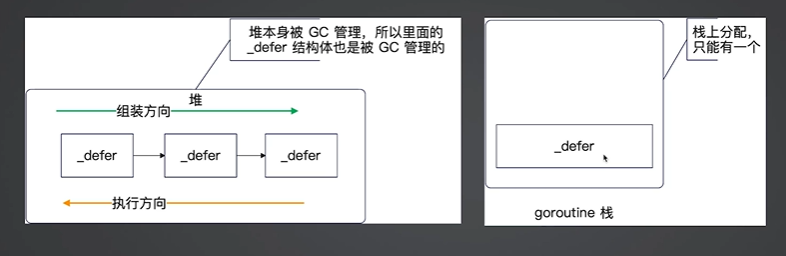 堆本身被 GC 管理，所以里面的
_defer 结构体也是被 GC 管理的
堆
组装方向
_defer
_defer
_defer
执行方向
栈上分配，
只能有一个
_defer
goroutine 栈